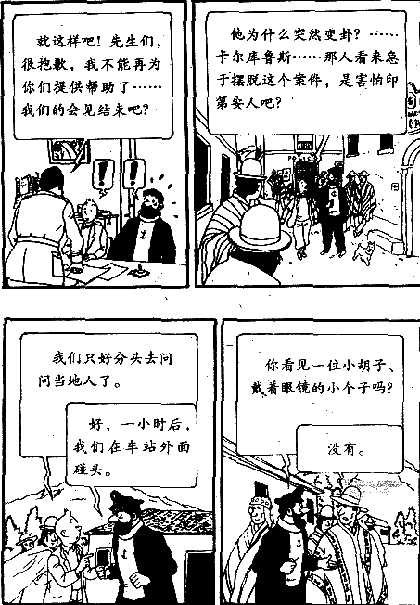 就这样吧！先生们，
很抱歉，我不能再为
你们提供帮助了……
我们的会见结束吧？
！
！
他为什么突然变卦？……
卡尔库鲁斯……那人看来急
于摆脱这个案件，是害怕印
第安人吧？
我们只好分头去问
问当地人了。
好，一小时后，
我们在车站外面
碰头。
你看见一位小胡子、
戴着眼镜的小个子吗？
没有。